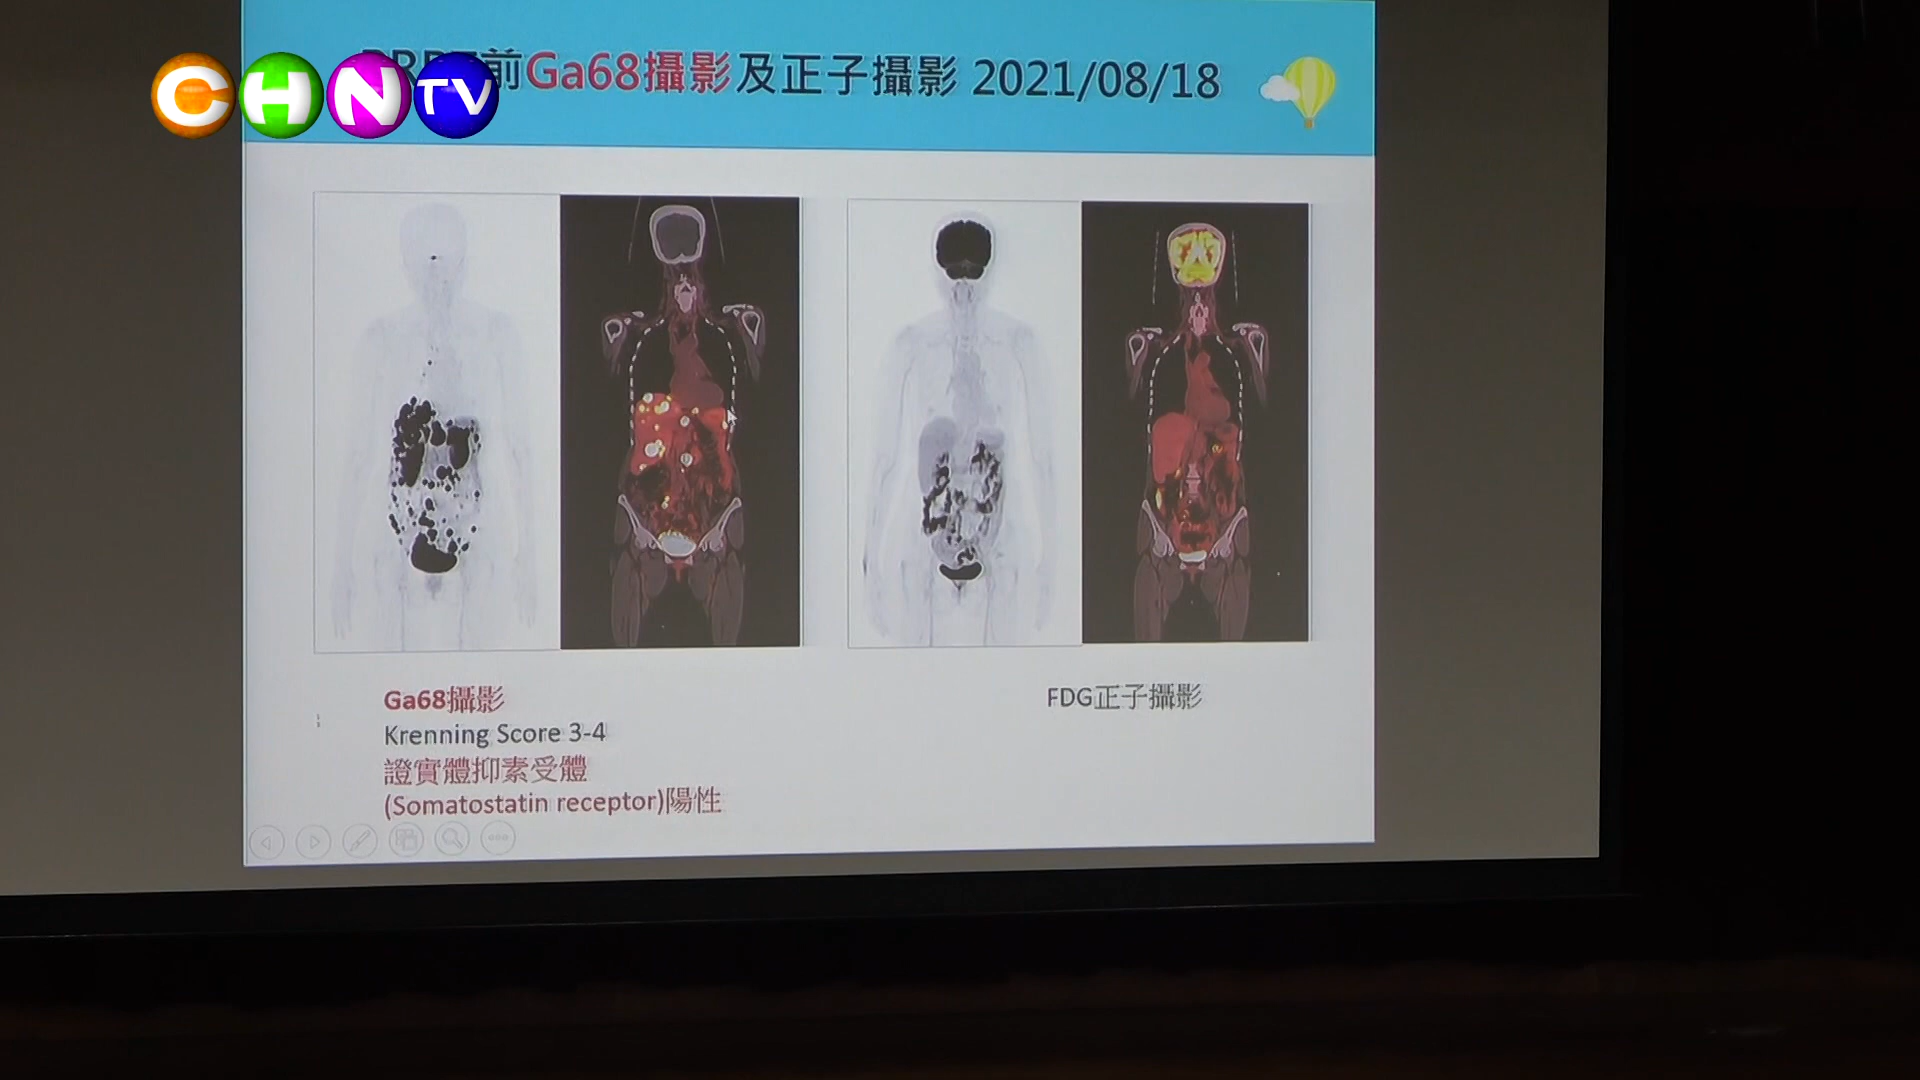 CHNTV
前Ga68攝影及正子攝影 2021/08/18
Ga68攝影
Krenning Score 3-4
證實體抑素受體
(Somatostatin receptor)陽性
FDG正子攝影